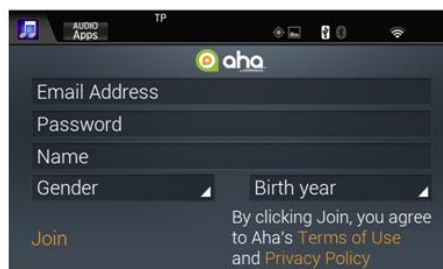 AUDIO
Apps
TP
aha
Email Address
Password
Name
Gender
Birth year
Join
By clicking Join, you agree
to Aha's Terms of Use
and Privacy Policy